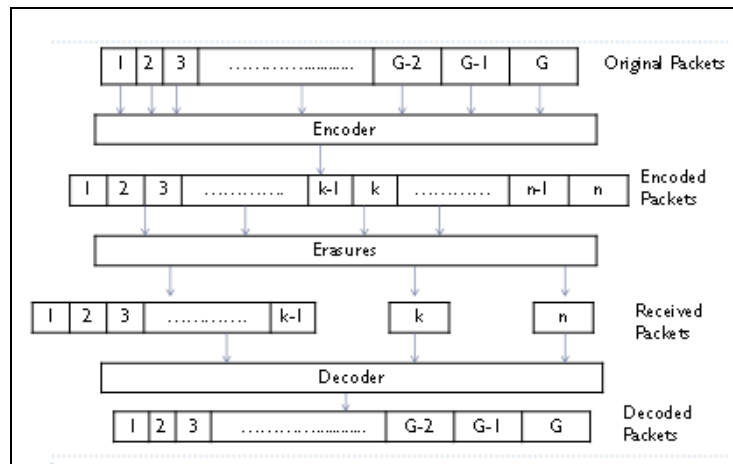 1 2 3 ........................ G-2 G-1 G Original Packets
Encoder
1 2 3 ............. k-1 k ............ n-1 n Encoded Packets
Erasures
1 2 3 ............. k-1 k n Received Packets
Decoder
1 2 3 ........................ G-2 G-1 G Decoded Packets